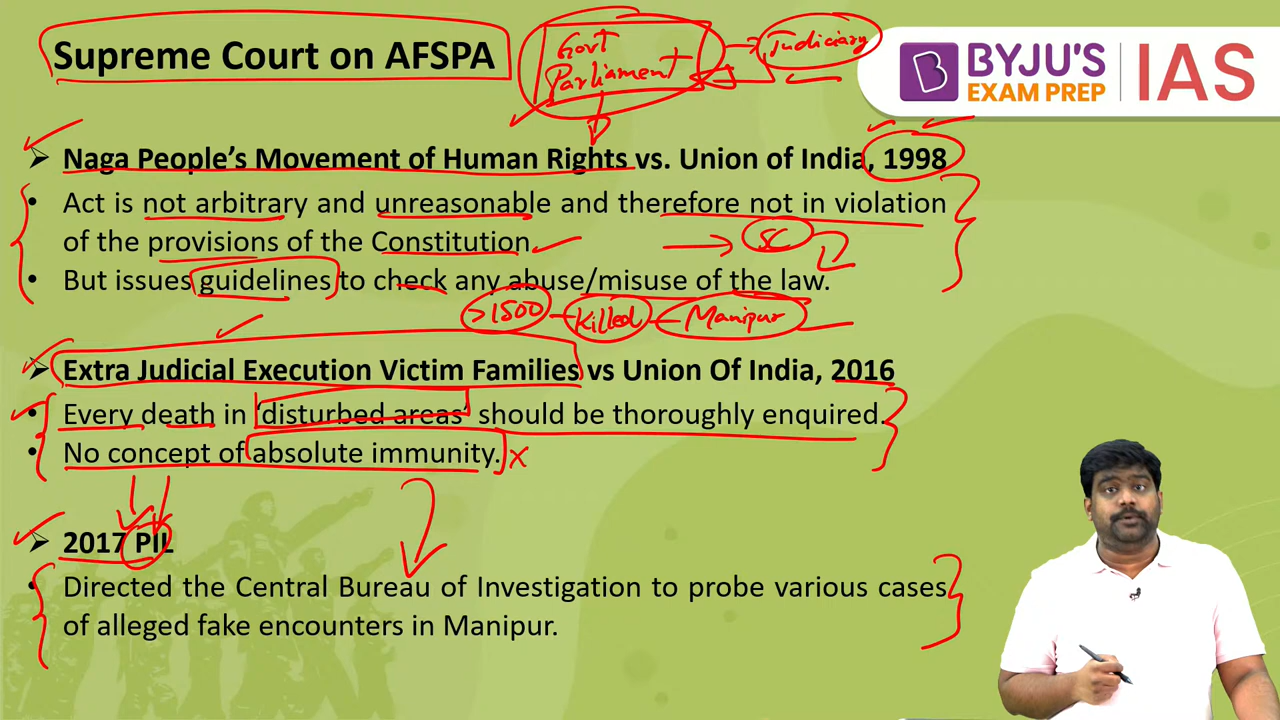 Supreme Court on AFSPA
Govt
Parliament
Judiciary
BYJU'S
EXAM PREP
IAS
➢ Naga People's Movement of Human Rights vs. Union of India, 1998
• Act is not arbitrary and unreasonable and therefore not in violation
of the provisions of the Constitution.
SC
• But issues guidelines to check any abuse/misuse of the law.
>1500 Killed Manipur
➢ Extra Judicial Execution Victim Families vs Union Of India, 2016
• Every death in 'disturbed areas' should be thoroughly enquired.
• No concept of absolute immunity. x
➢ 2017 PIL
• Directed the Central Bureau of Investigation to probe various cases
of alleged fake encounters in Manipur.